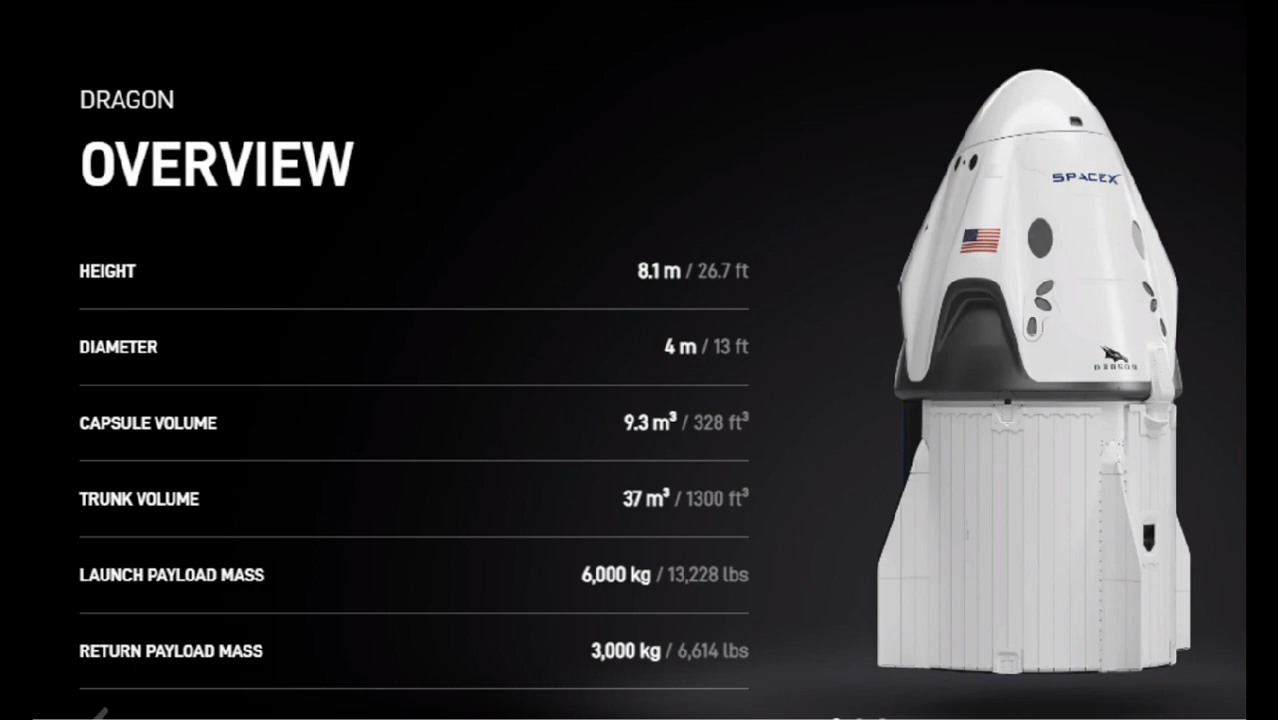 DRAGON
OVERVIEW
HEIGHT 8.1 m / 26.7 ft
DIAMETER 4 m / 13 ft
CAPSULE VOLUME 9.3 m³ / 328 ft³
TRUNK VOLUME 37 m³ / 1300 ft³
LAUNCH PAYLOAD MASS 6,000 kg / 13,228 lbs
RETURN PAYLOAD MASS 3,000 kg / 6,614 lbs
SPACEX
DRAGON